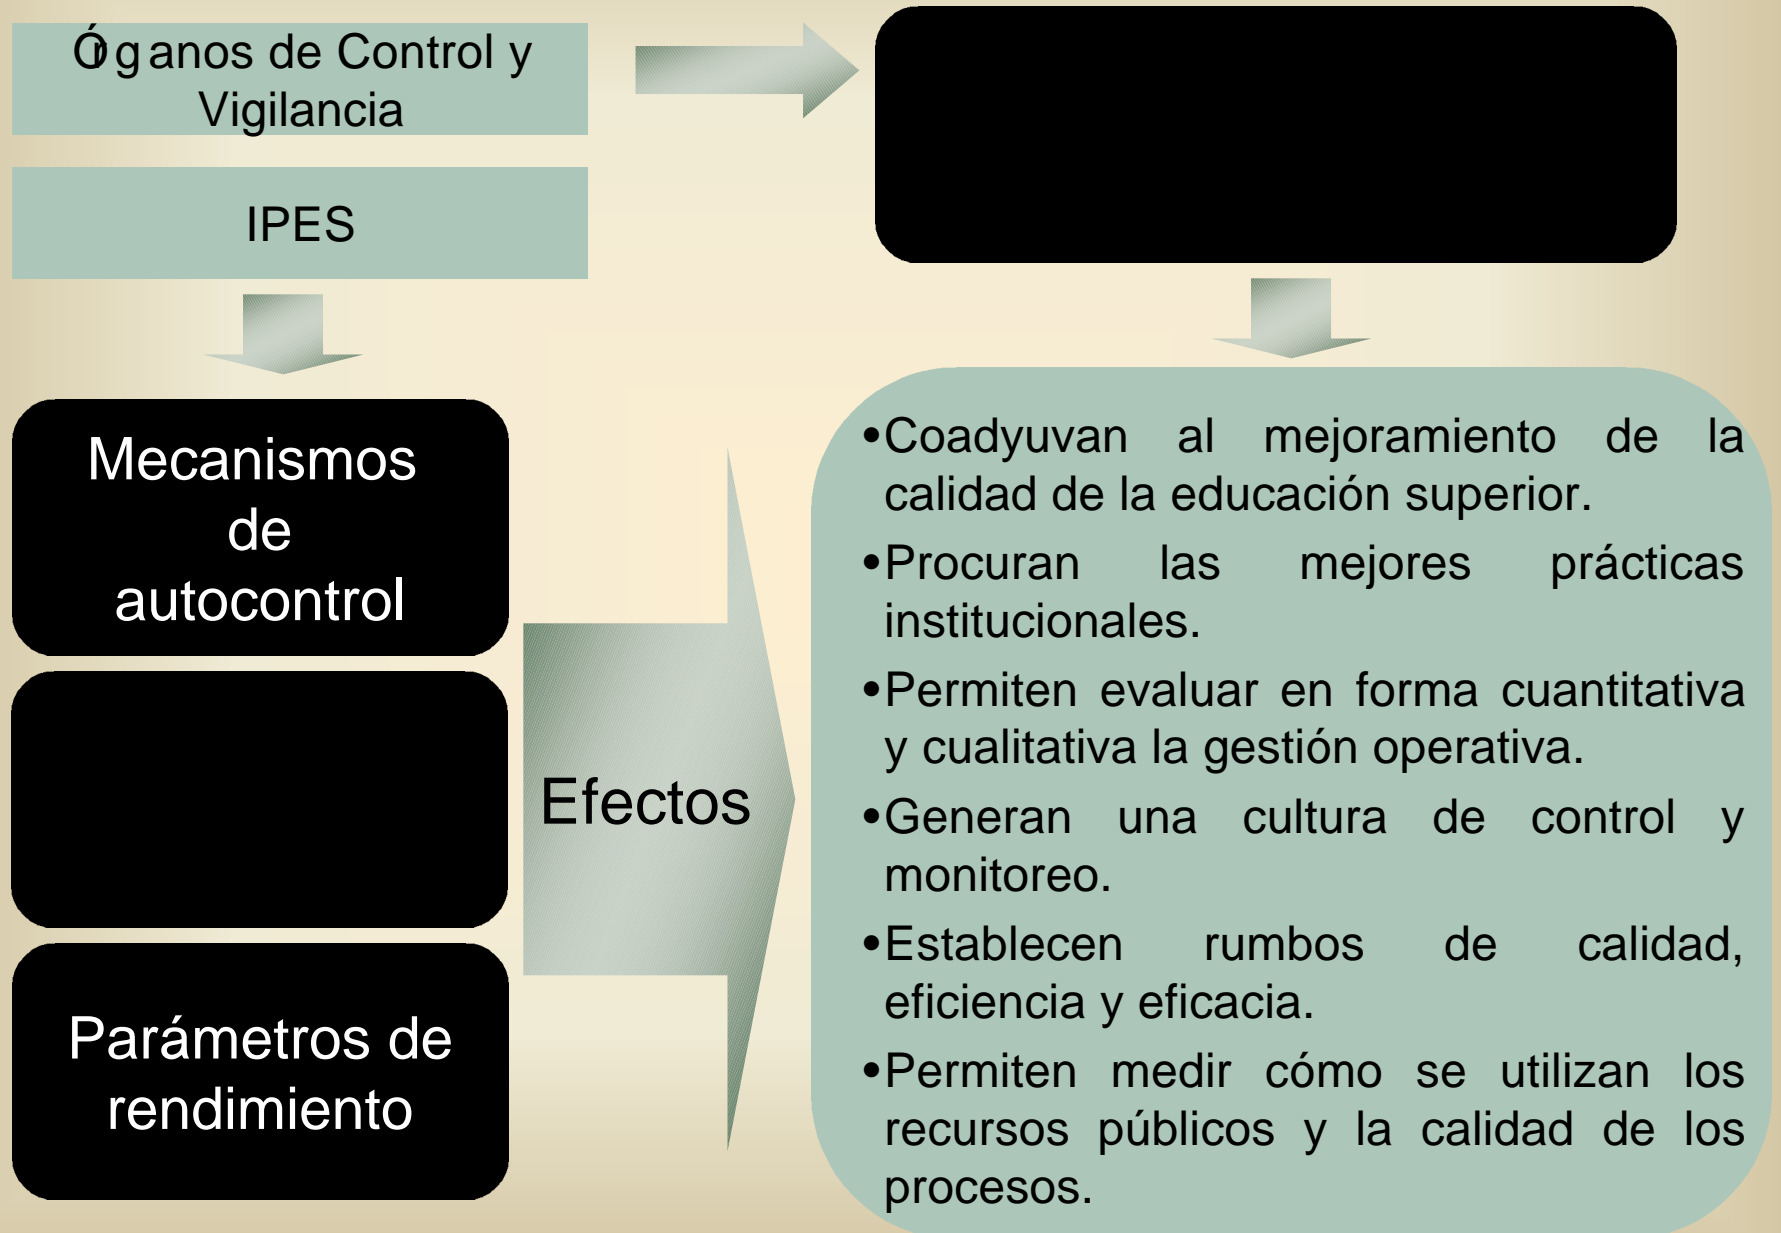 Órganos de Control y
Vigilancia
IPES
Mecanismos
de
autocontrol
Parámetros de
rendimiento
Efectos
•Coadyuvan al mejoramiento de la
calidad de la educación superior.
•Procuran las mejores prácticas
institucionales.
•Permiten evaluar en forma cuantitativa
y cualitativa la gestión operativa.
•Generan una cultura de control y
monitoreo.
•Establecen rumbos de calidad,
eficiencia y eficacia.
•Permiten medir cómo se utilizan los
recursos públicos y la calidad de los
procesos.